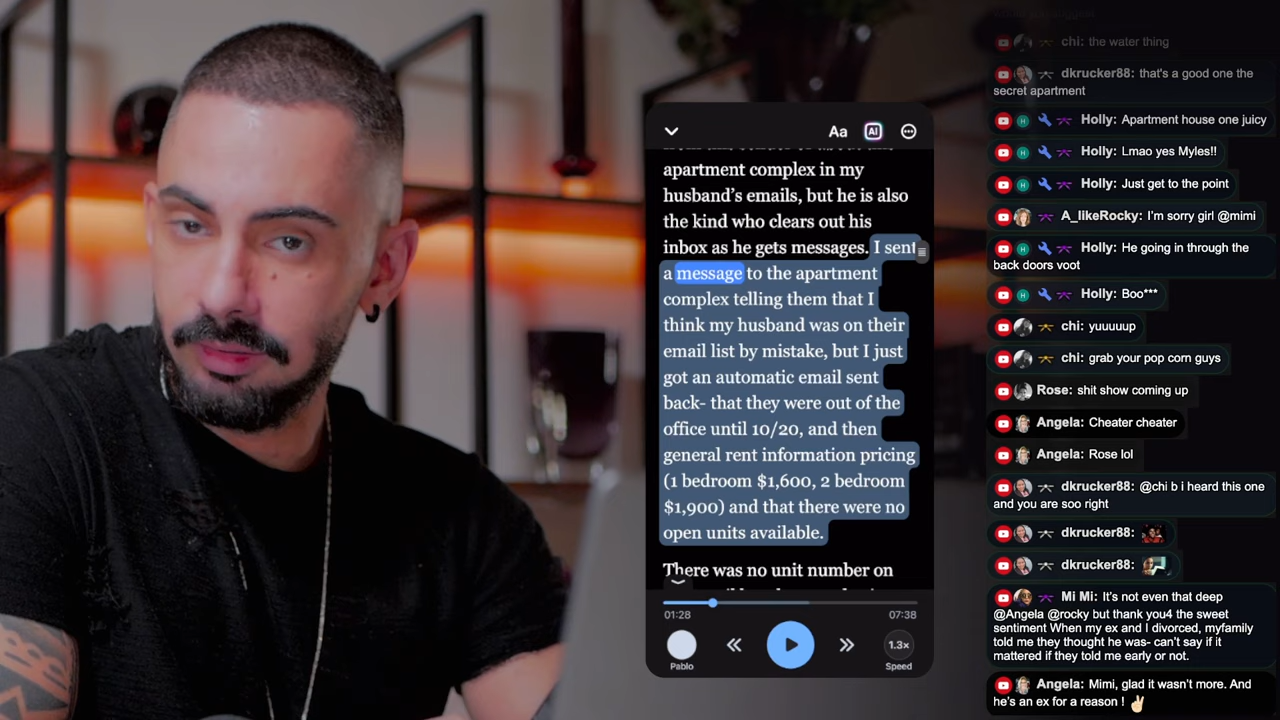 Aa
AI
apartment complex in my
husband's emails, but he is also
the kind who clears out his
inbox as he gets messages. I sent
a message to the apartment
complex telling them that I
think my husband was on their
email list by mistake, but I just
got an automatic email sent
back- that they were out of the
office until 10/20, and then
general rent information pricing
(1 bedroom $1,600, 2 bedroom
$1,900) and that there were no
open units available.
There was no unit number on
01:28
07:38
1.3×
Pablo
Speed
chi: the water thing
dkrucker88: that's a good one the
secret apartment
H Holly: Apartment house one juicy
H Holly: Lmao yes Myles!!
H Holly: Just get to the point
A_likeRocky: I'm sorry girl @mimi
H Holly: He going in through the
back doors voot
H Holly: Boo***
chi: yuuuuup
chi: grab your pop corn guys
Rose: shit show coming up
Angela: Cheater cheater
Angela: Rose lol
dkrucker88: @chi b i heard this one
and you are soo right
dkrucker88:
dkrucker88:
Mi Mi: It's not even that deep
@Angela @rocky but thank you4 the sweet
sentiment When my ex and I divorced, myfamily
told me they thought he was- can't say if it
mattered if they told me early or not.
Angela: Mimi, glad it wasn't more. And
he's an ex for a reason ! ✌🏻